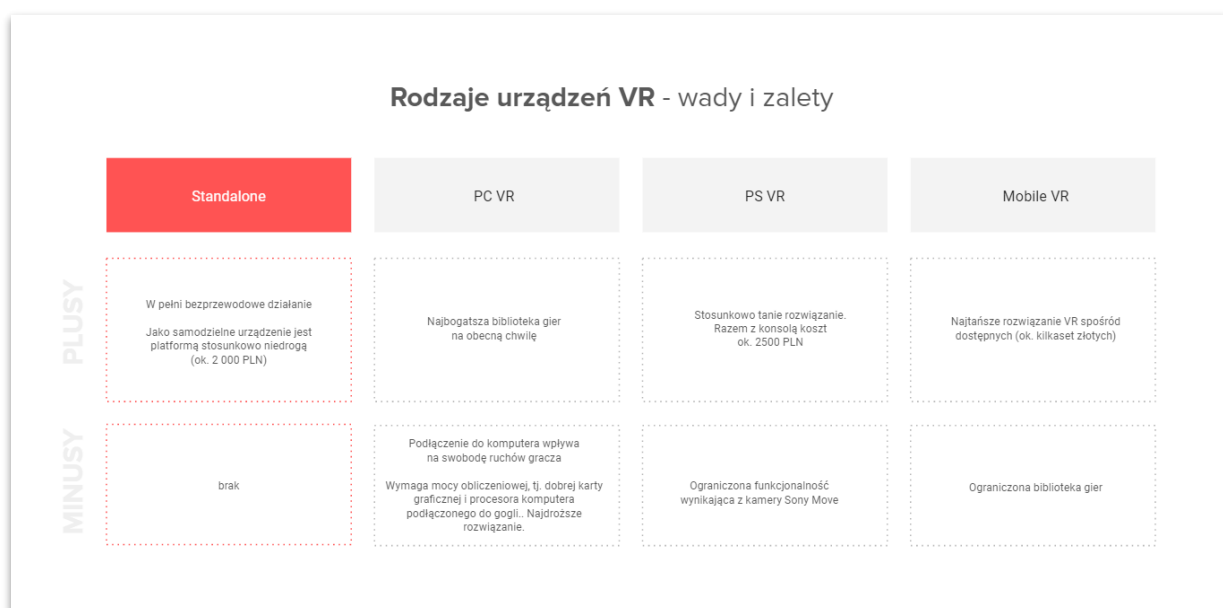 Rodzaje urządzeń VR - wady i zalety
Standalone
PC VR
PS VR
Mobile VR
PLUSY
W pełni bezprzewodowe działanie
Jako samodzielne urządzenie jest
platformą stosunkowo niedrogą
(ok. 2 000 PLN)
Najbogatsza biblioteka gier
na obecną chwilę
Stosunkowo tanie rozwiązanie.
Razem z konsolą koszt
ok. 2500 PLN
Najtańsze rozwiązanie VR spośród
dostępnych (ok. kilkaset złotych)
MINUSY
brak
Podłączenie do komputera wpływa
na swobodę ruchów gracza
Wymaga mocy obliczeniowej, tj. dobrej karty
graficznej i procesora komputera
podłączonego do gogli.. Najdroższe
rozwiązanie.
Ograniczona funkcjonalność
wynikająca z kamery Sony Move
Ograniczona biblioteka gier